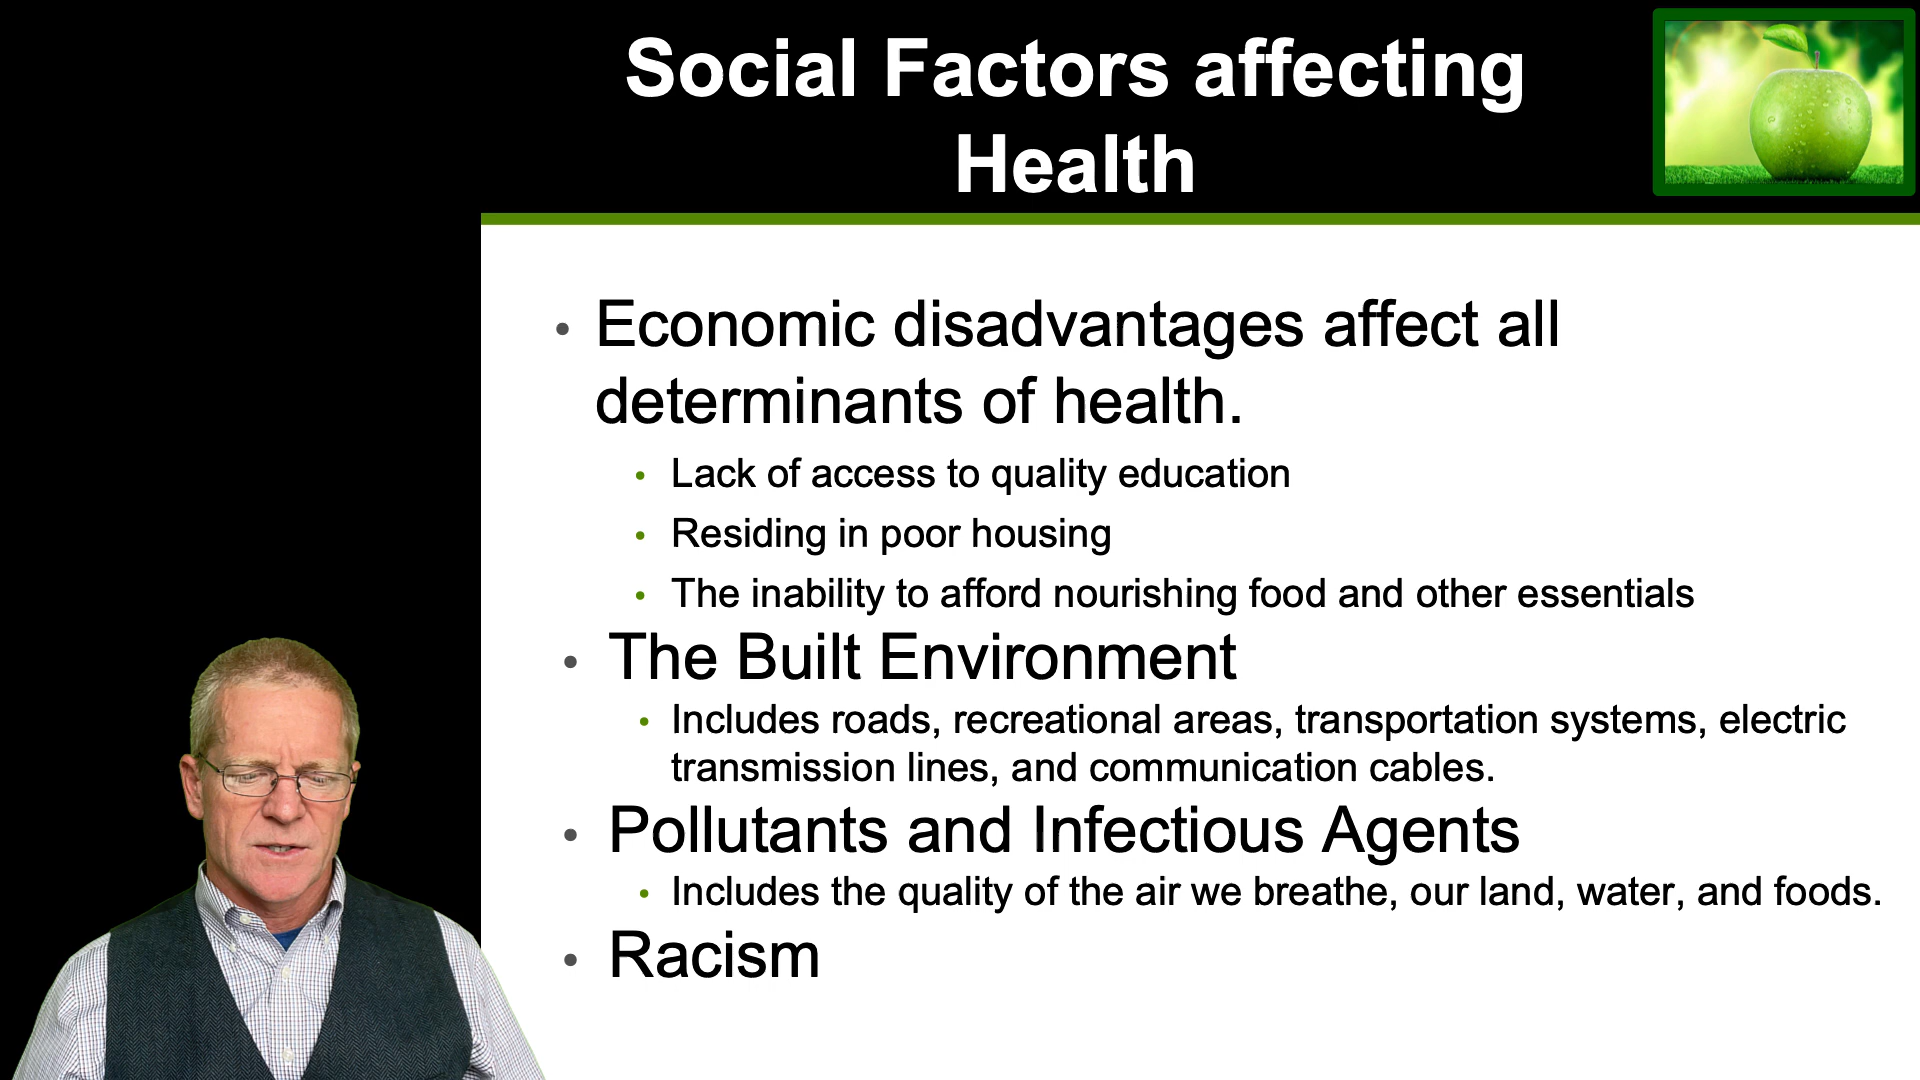 Social Factors affecting
Health
• Economic disadvantages affect all
determinants of health.
• Lack of access to quality education
• Residing in poor housing
• The inability to afford nourishing food and other essentials
• The Built Environment
• Includes roads, recreational areas, transportation systems, electric
transmission lines, and communication cables.
• Pollutants and Infectious Agents
• Includes the quality of the air we breathe, our land, water, and foods.
• Racism